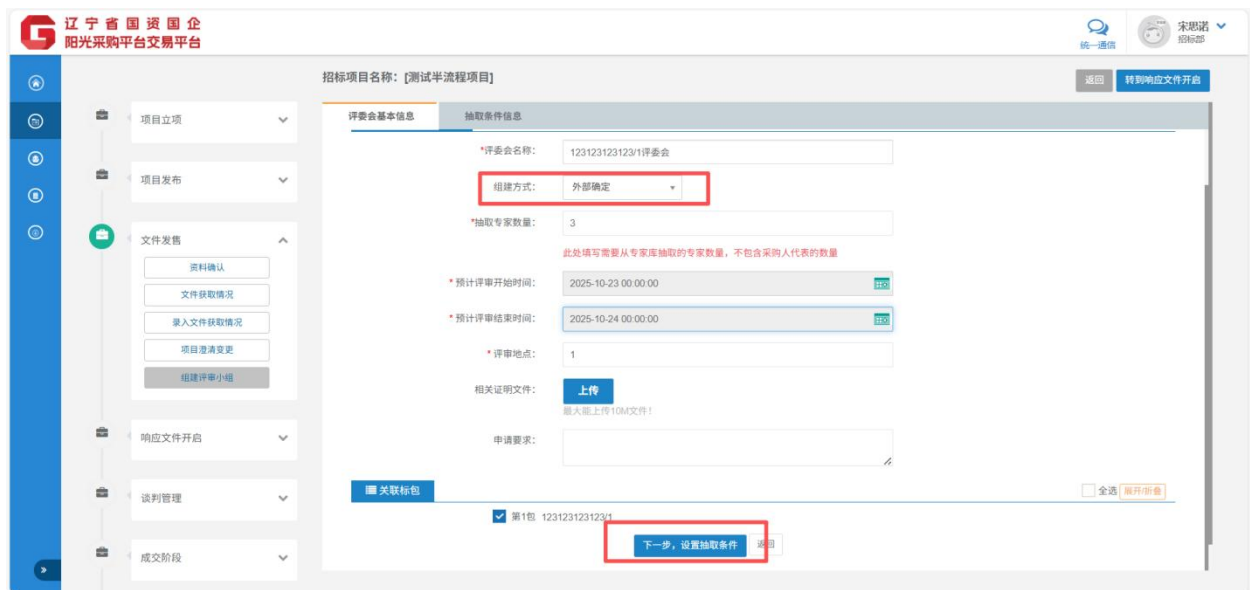 辽宁省国资国企
阳光采购平台交易平台
统一通信
宋思诺
招标部
招标项目名称：[测试半流程项目]
返回
转到响应文件开启
项目立项
项目发布
文件发售
资料确认
文件获取情况
录入文件获取情况
项目澄清变更
组建评审小组
响应文件开启
谈判管理
成交阶段
评委会基本信息
抽取条件信息
*评委会名称： 123123123123/1评委会
组建方式： 外部确定
*抽取专家数量： 3
此处填写需要从专家库抽取的专家数量，不包含采购人代表的数量
* 预计评审开始时间： 2025-10-23 00:00:00
* 预计评审结束时间： 2025-10-24 00:00:00
* 评审地点： 1
相关证明文件： 上传
最大能上传10M文件！
申请要求：
关联标包
全选 展开/折叠
第1包 123123123123/1
下一步，设置抽取条件
返回